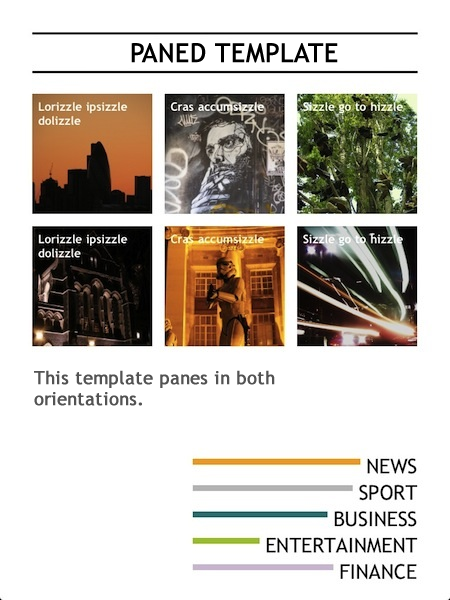 PANED TEMPLATE
Lorizzle ipsizzle
dolizzle
Cras accumsizzle
Sizzle go to hizzle
Lorizzle ipsizzle
dolizzle
Cras accumsizzle
Sizzle go to hizzle
This template panes in both
orientations.
NEWS
SPORT
BUSINESS
ENTERTAINMENT
FINANCE